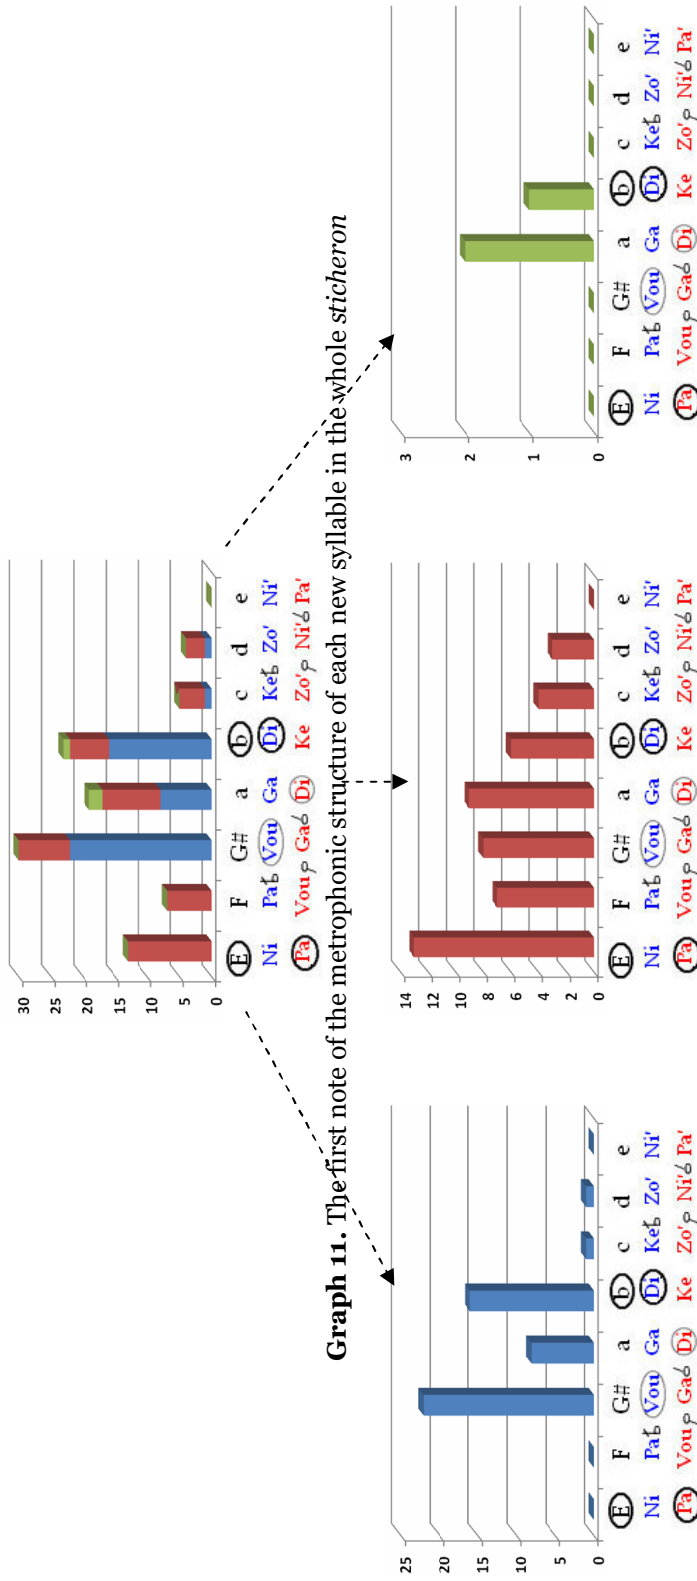 30
25
20
15
10
5
0
E F G# a b c d e
Ni Pa Vou Ga Di Ke Zo' Ni'
Pa Vou Ga Di Ke Zo' Ni' Pa'
Graph 11. The first note of the metrophonic structure of each new syllable in the whole sticheron
25
20
15
10
5
0
E F G# a b c d e
Ni Pa Vou Ga Di Ke Zo' Ni'
Pa Vou Ga Di Ke Zo' Ni' Pa'
14
12
10
8
6
4
2
0
E F G# a b c d e
Ni Pa Vou Ga Di Ke Zo' Ni'
Pa Vou Ga Di Ke Zo' Ni' Pa'
3
2
1
0
E F G# a b c d e
Ni Pa Vou Ga Di Ke Zo' Ni'
Pa Vou Ga Di Ke Zo' Ni' Pa'